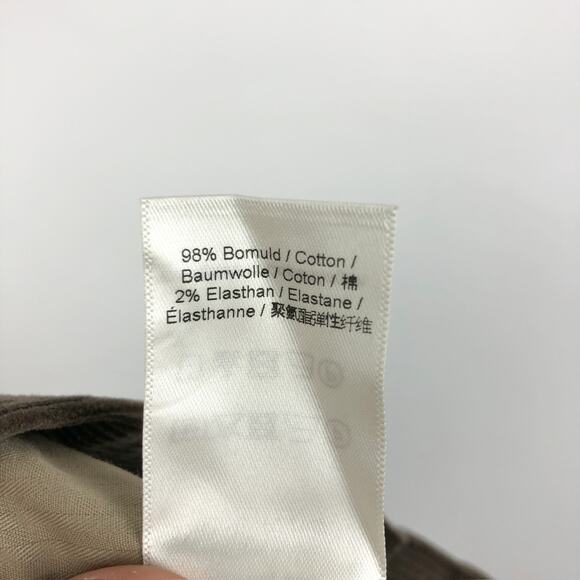 98% Bomuld / Cotton /
Baumwolle / Coton / 棉
2% Elasthan / Elastane /
Élasthanne / 聚氨酯弹性纤维